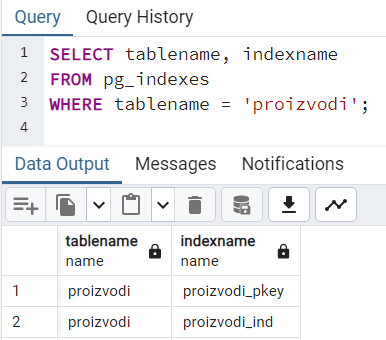 Query Query History
1 SELECT tablename, indexname
2 FROM pg_indexes
3 WHERE tablename = 'proizvodi';
4
Data Output Messages Notifications
tablename indexname
name name
1 proizvodi proizvodi_pkey
2 proizvodi proizvodi_ind